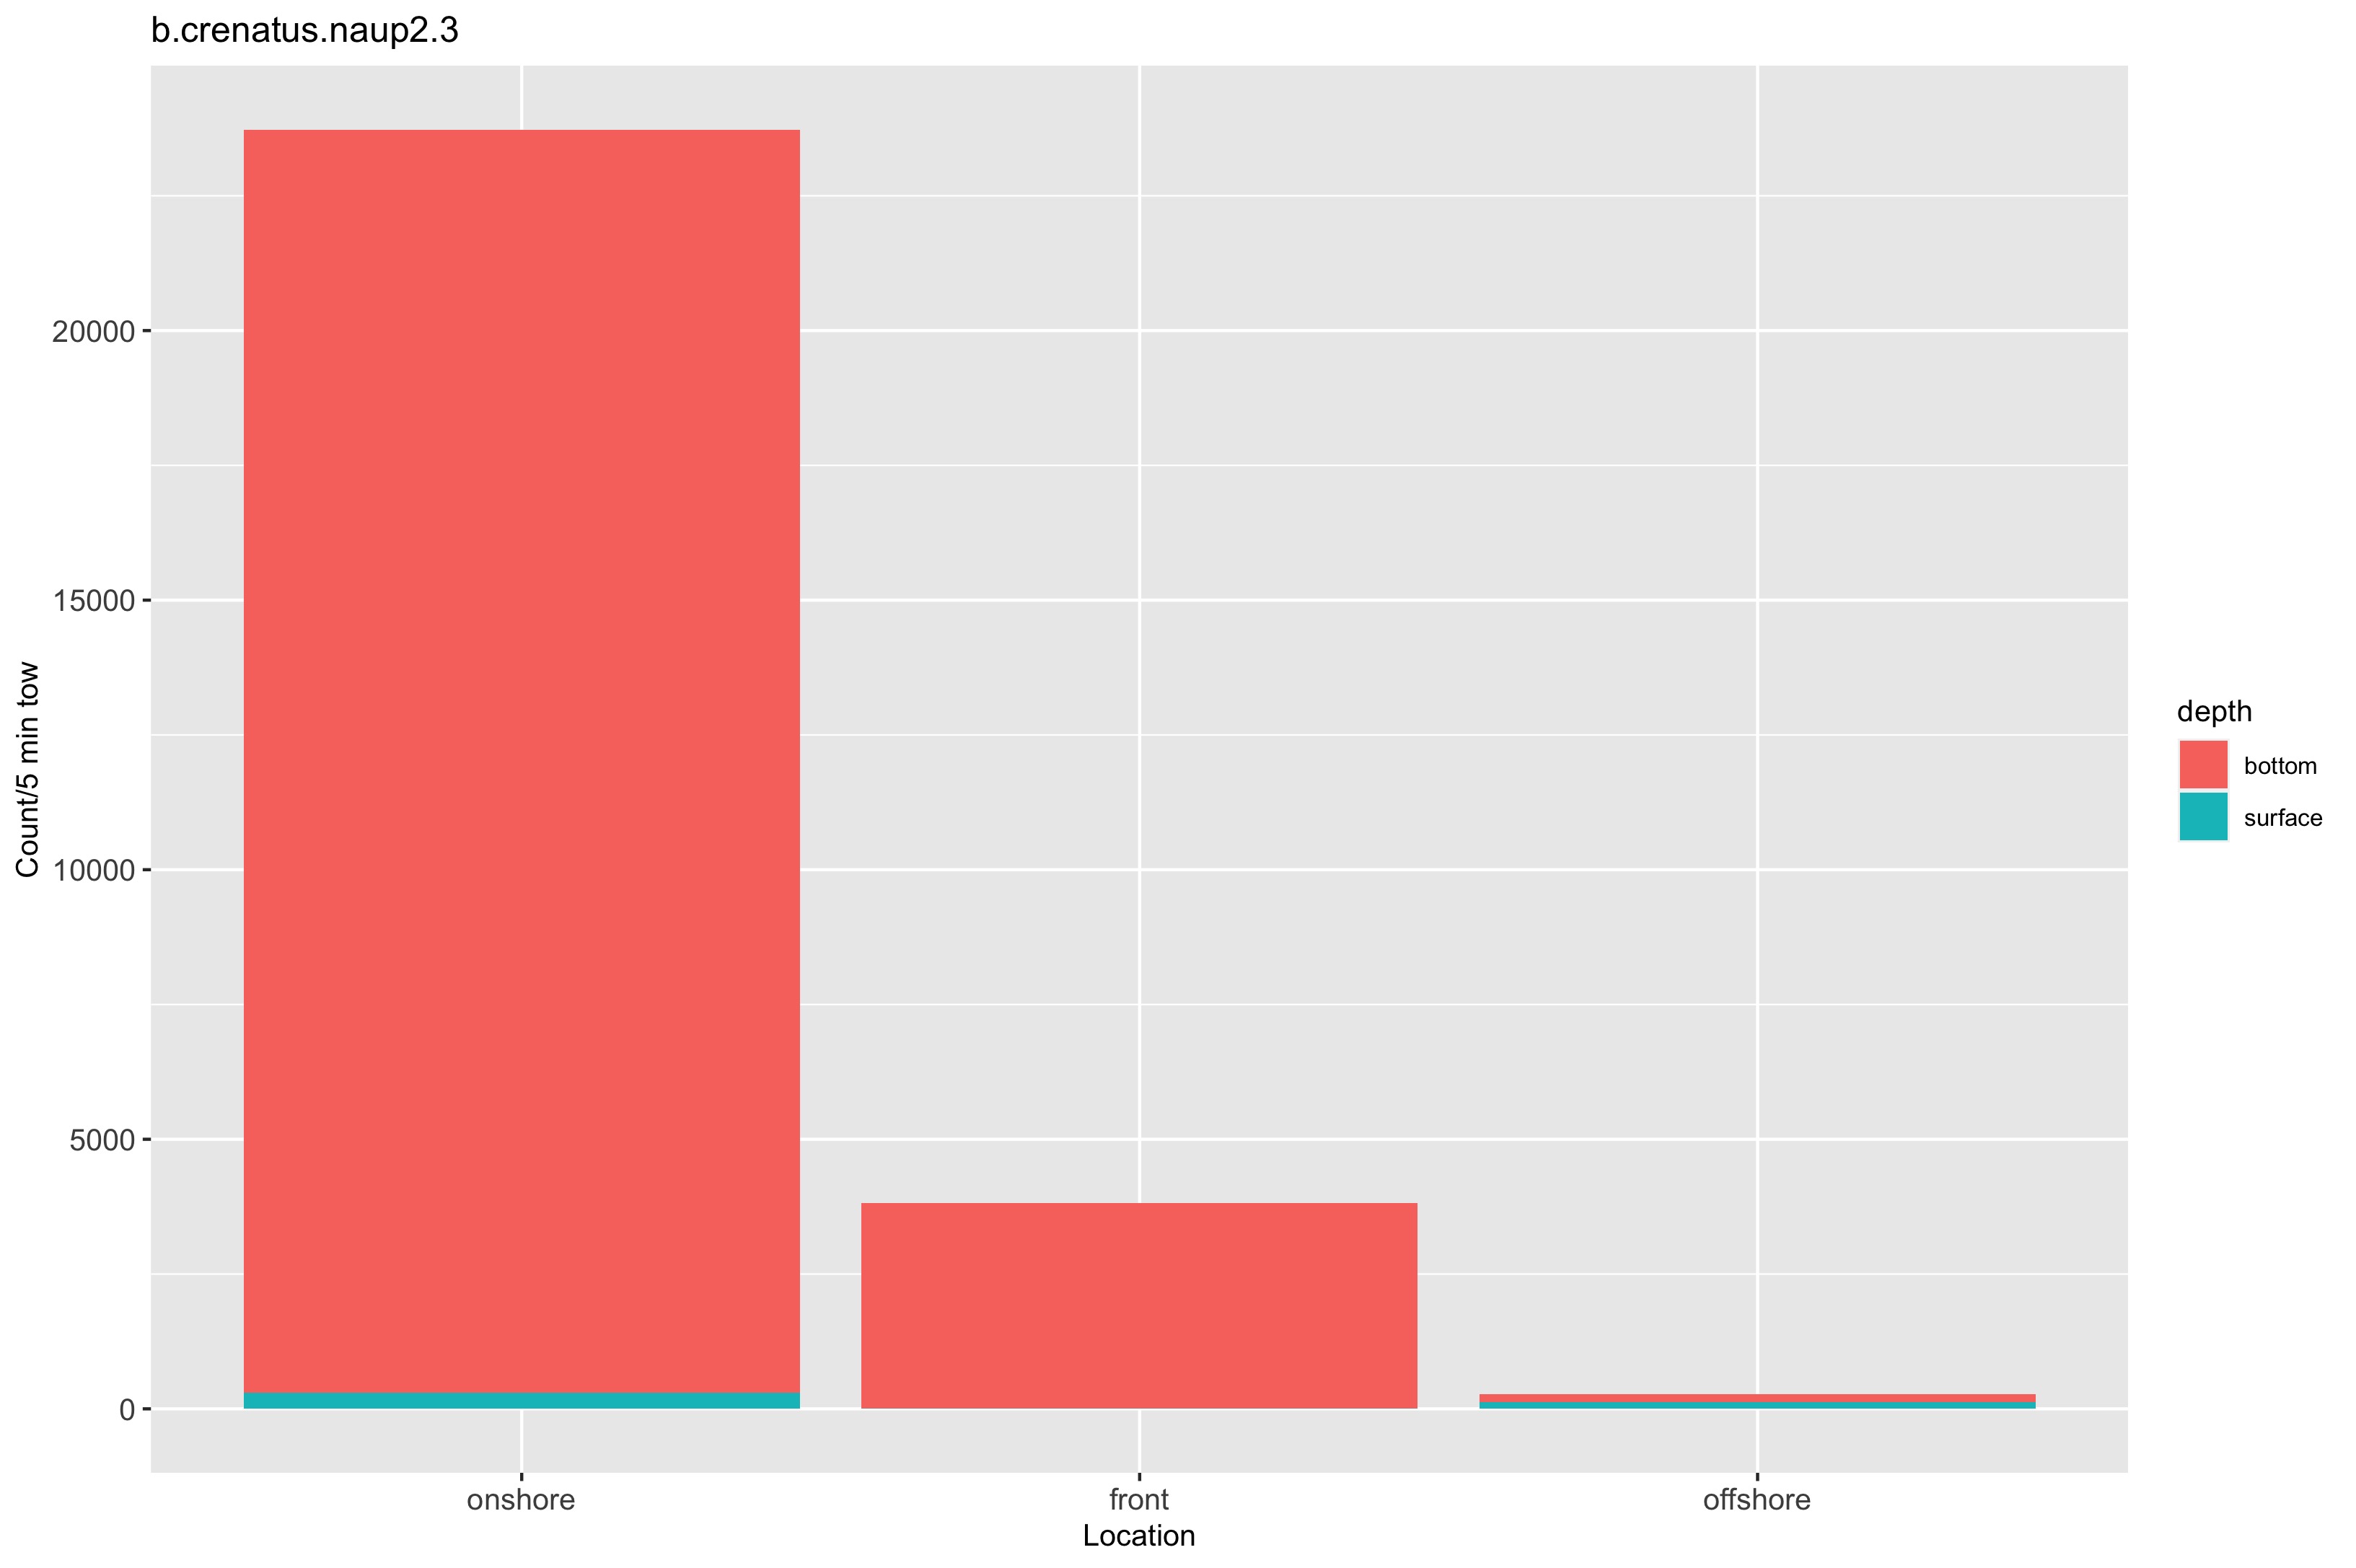 b.crenatus.naup2.3
Count/5 min tow
20000
15000
10000
5000
0
onshore
front
offshore
Location
depth
bottom
surface